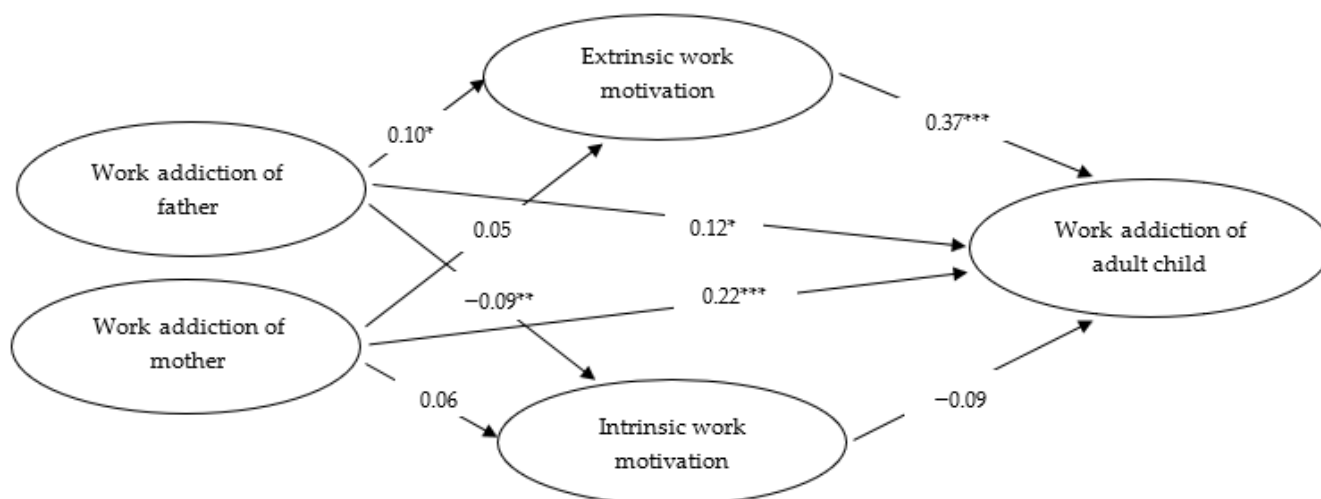 Extrinsic work
motivation
0.10*
0.37***
Work addiction of
father
0.05
0.12*
Work addiction of
adult child
−0.09**
0.22***
Work addiction of
mother
0.06
−0.09
Intrinsic work
motivation